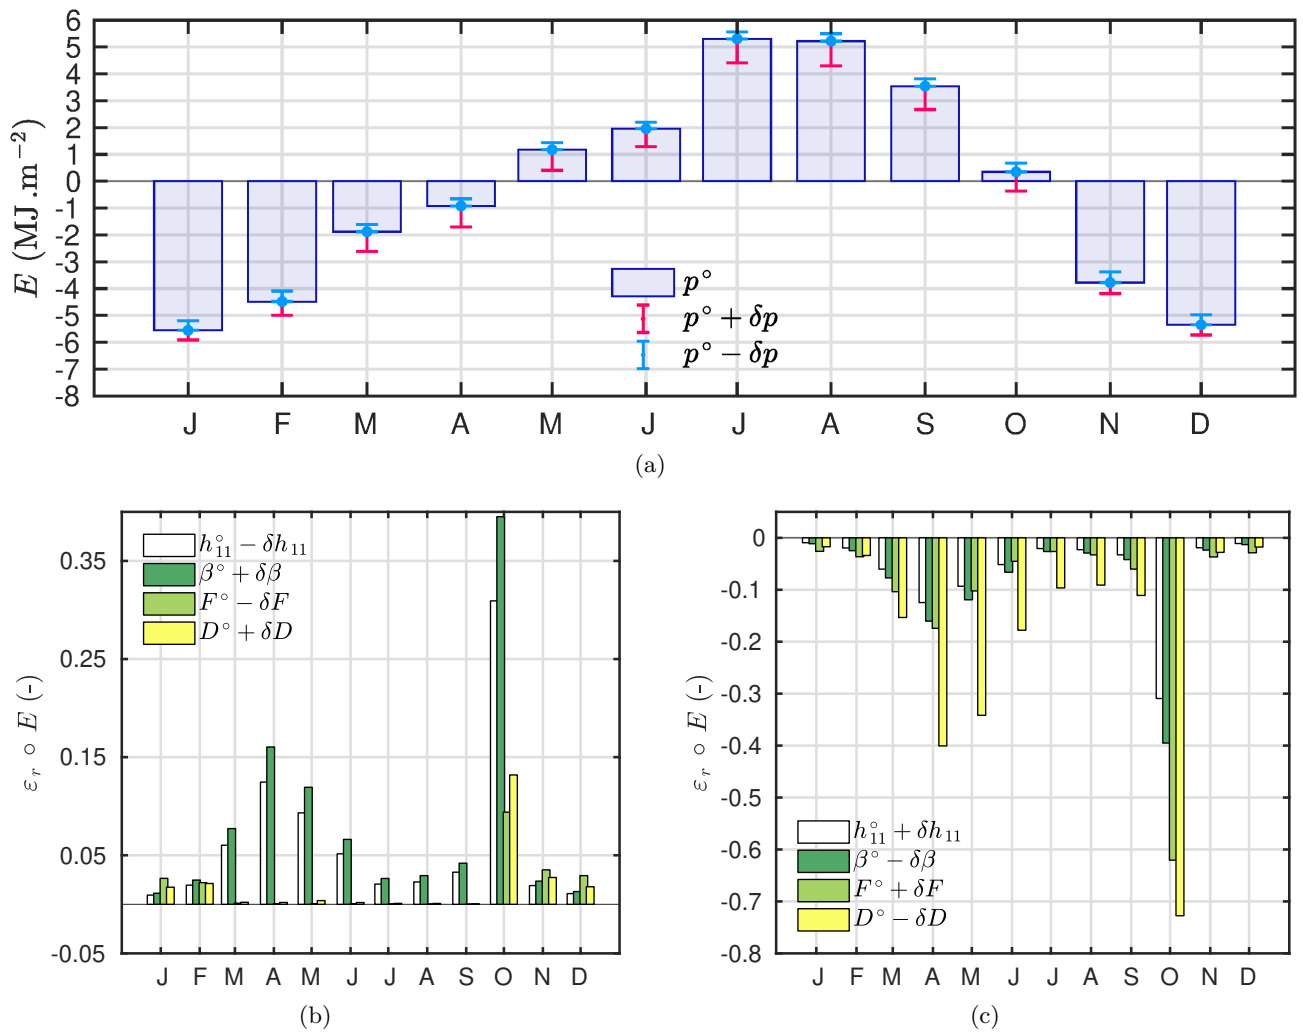 6
5
4
3
2
1
0
-1
-2
-3
-4
-5
-6
-7
-8
E (MJ.m⁻²)
p°
p° + δp
p° − δp
J F M A M J J A S O N D
(a)
0.35
0.25
0.15
0.05
-0.05
ε_r ∘ E (-)
h°₁₁ − δh₁₁
β° + δβ
F° − δF
D° + δD
J F M A M J J A S O N D
(b)
0
-0.1
-0.2
-0.3
-0.4
-0.5
-0.6
-0.7
-0.8
ε_r ∘ E (-)
h°₁₁ + δh₁₁
β° − δβ
F° + δF
D° − δD
J F M A M J J A S O N D
(c)